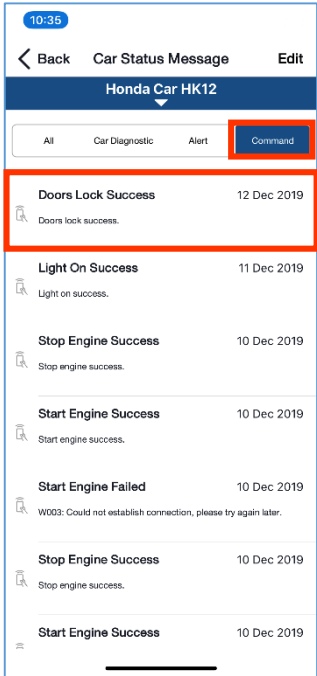 10:35
Back Car Status Message Edit
Honda Car HK12
All Car Diagnostic Alert Command
Doors Lock Success 12 Dec 2019
Doors lock success.
Light On Success 11 Dec 2019
Light on success.
Stop Engine Success 10 Dec 2019
Stop engine success.
Start Engine Success 10 Dec 2019
Start engine success.
Start Engine Failed 10 Dec 2019
W003: Could not establish connection, please try again later.
Stop Engine Success 10 Dec 2019
Stop engine success.
Start Engine Success 10 Dec 2019